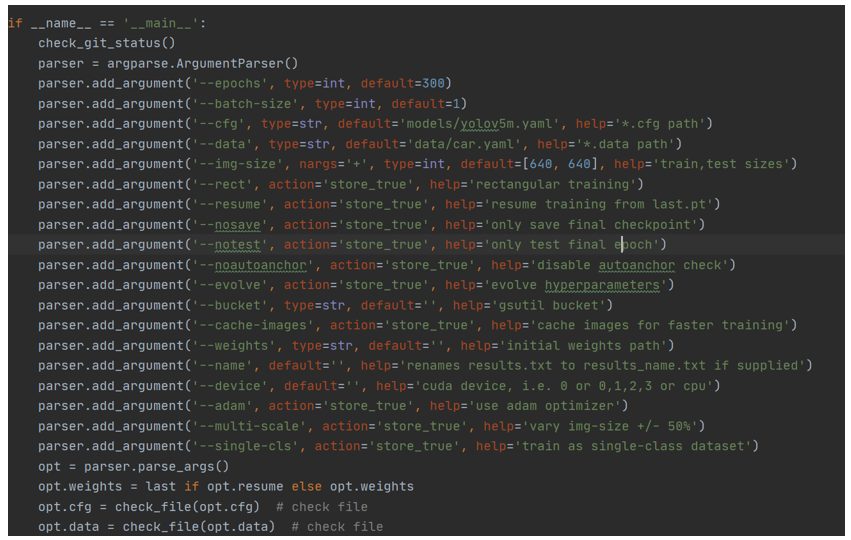 if __name__ == '__main__':
    check_git_status()
    parser = argparse.ArgumentParser()
    parser.add_argument('--epochs', type=int, default=300)
    parser.add_argument('--batch-size', type=int, default=1)
    parser.add_argument('--cfg', type=str, default='models/yolov5m.yaml', help='*.cfg path')
    parser.add_argument('--data', type=str, default='data/car.yaml', help='*.data path')
    parser.add_argument('--img-size', nargs='+', type=int, default=[640, 640], help='train,test sizes')
    parser.add_argument('--rect', action='store_true', help='rectangular training')
    parser.add_argument('--resume', action='store_true', help='resume training from last.pt')
    parser.add_argument('--nosave', action='store_true', help='only save final checkpoint')
    parser.add_argument('--notest', action='store_true', help='only test final epoch')
    parser.add_argument('--noautoanchor', action='store_true', help='disable autoanchor check')
    parser.add_argument('--evolve', action='store_true', help='evolve hyperparameters')
    parser.add_argument('--bucket', type=str, default='', help='gsutil bucket')
    parser.add_argument('--cache-images', action='store_true', help='cache images for faster training')
    parser.add_argument('--weights', type=str, default='', help='initial weights path')
    parser.add_argument('--name', default='', help='renames results.txt to results_name.txt if supplied')
    parser.add_argument('--device', default='', help='cuda device, i.e. 0 or 0,1,2,3 or cpu')
    parser.add_argument('--adam', action='store_true', help='use adam optimizer')
    parser.add_argument('--multi-scale', action='store_true', help='vary img-size +/- 50%')
    parser.add_argument('--single-cls', action='store_true', help='train as single-class dataset')
    opt = parser.parse_args()
    opt.weights = last if opt.resume else opt.weights
    opt.cfg = check_file(opt.cfg)  # check file
    opt.data = check_file(opt.data)  # check file